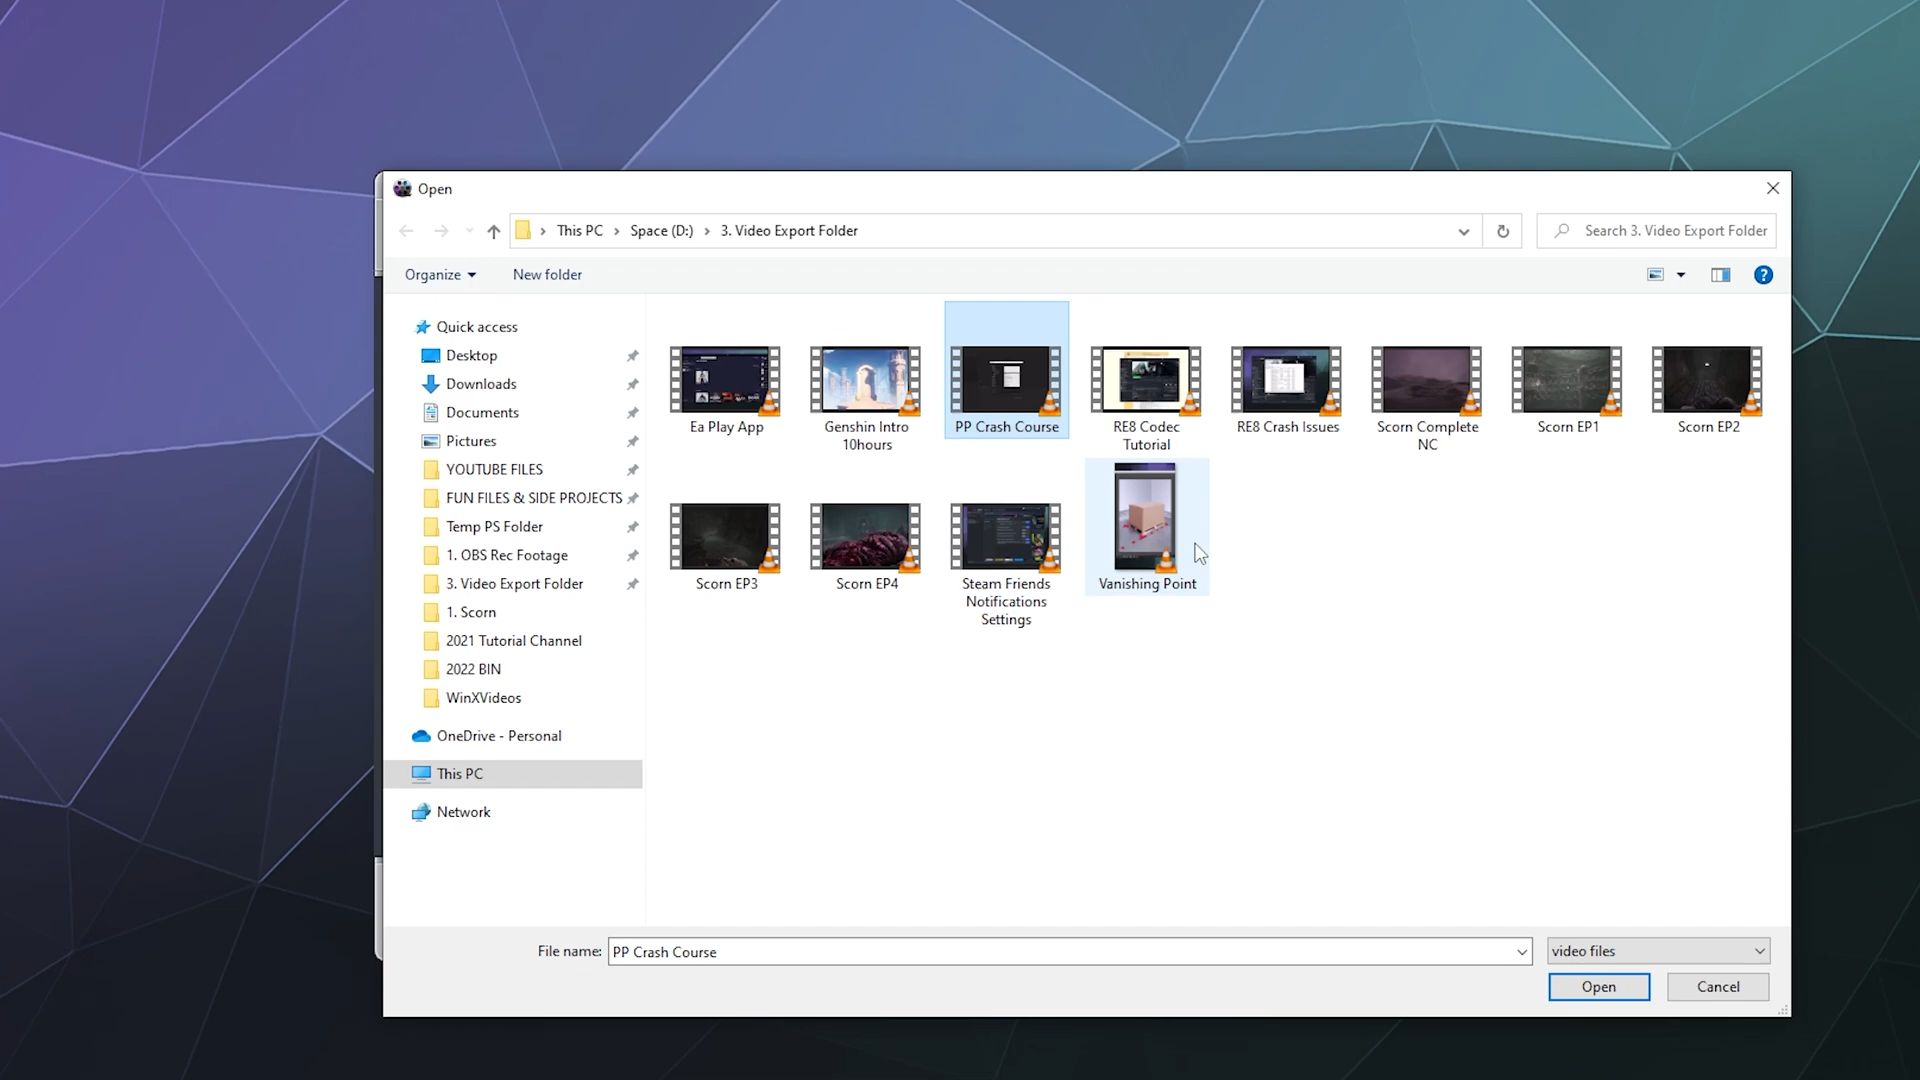 Open
This PC
Space (D:)
3. Video Export Folder
Search 3. Video Export Folder
Organize
New folder
Quick access
Desktop
Downloads
Documents
Pictures
YOUTUBE FILES
FUN FILES & SIDE PROJECTS
Temp PS Folder
1. OBS Rec Footage
3. Video Export Folder
1. Scorn
2021 Tutorial Channel
2022 BIN
WinXVideos
OneDrive - Personal
This PC
Network
Ea Play App
Genshin Intro
10hours
PP Crash Course
RE8 Codec
Tutorial
RE8 Crash Issues
Scorn Complete
NC
Scorn EP1
Scorn EP2
Scorn EP3
Scorn EP4
Steam Friends
Notifications
Settings
Vanishing Point
File name:
PP Crash Course
video files
Open
Cancel